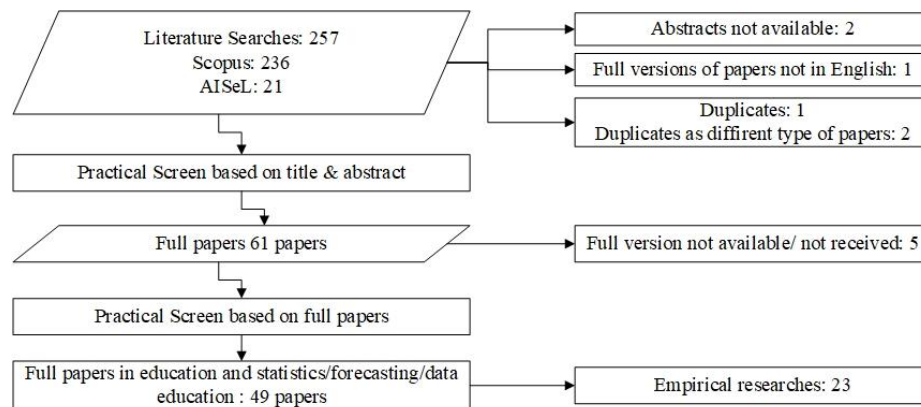 Literature Searches: 257
Scopus: 236
AISeL: 21
Abstracts not available: 2
Full versions of papers not in English: 1
Duplicates: 1
Duplicates as diffirent type of papers: 2
Practical Screen based on title & abstract
Full papers 61 papers
Full version not available/ not received: 5
Practical Screen based on full papers
Full papers in education and statistics/forecasting/data
education : 49 papers
Empirical researches: 23